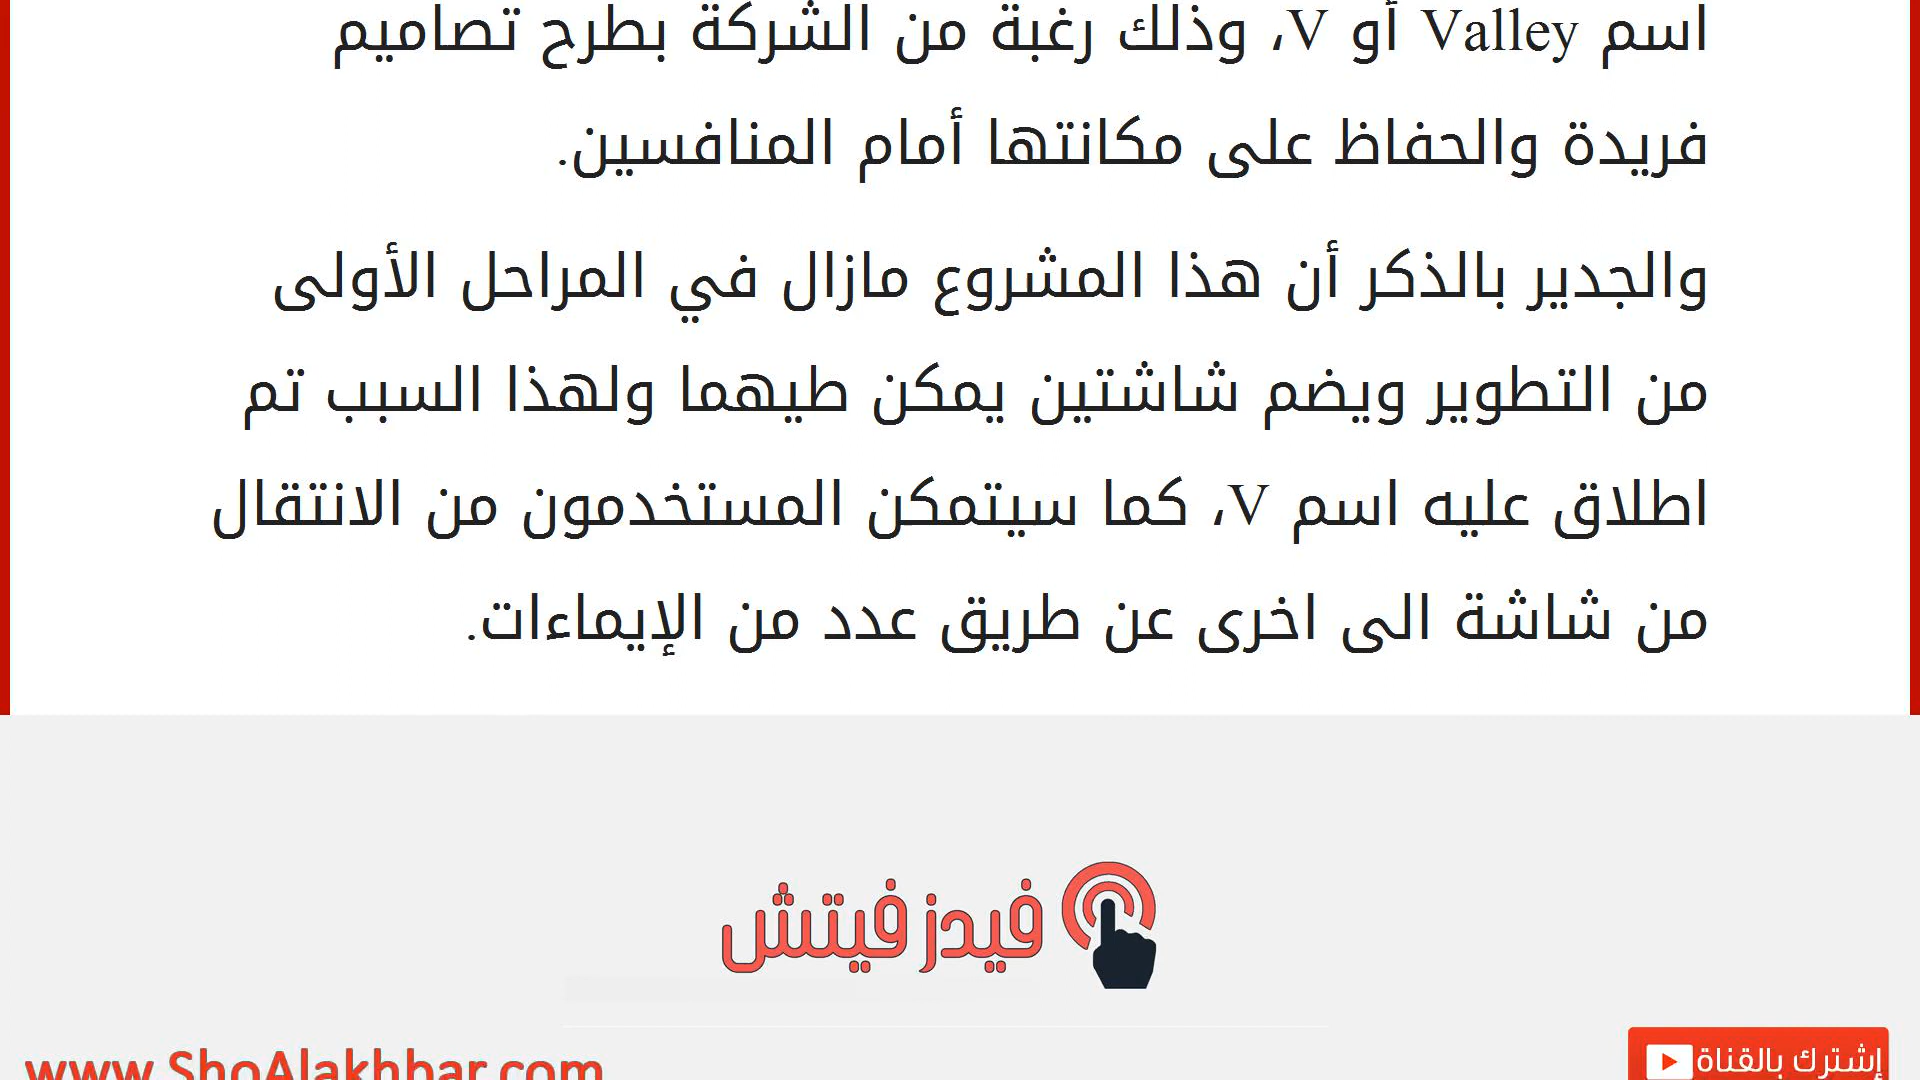 اسم Valley أو V، وذلك رغبة من الشركة بطرح تصاميم
فريدة والحفاظ على مكانتها أمام المنافسين.
والجدير بالذكر أن هذا المشروع مازال في المراحل الأولى
من التطوير ويضم شاشتين يمكن طيهما ولهذا السبب تم
اطلاق عليه اسم V، كما سيتمكن المستخدمون من الانتقال
من شاشة الى اخرى عن طريق عدد من الإيماءات.
فيدز فيتش
www.ShoAlakhbar.com
إشترك بالقناة